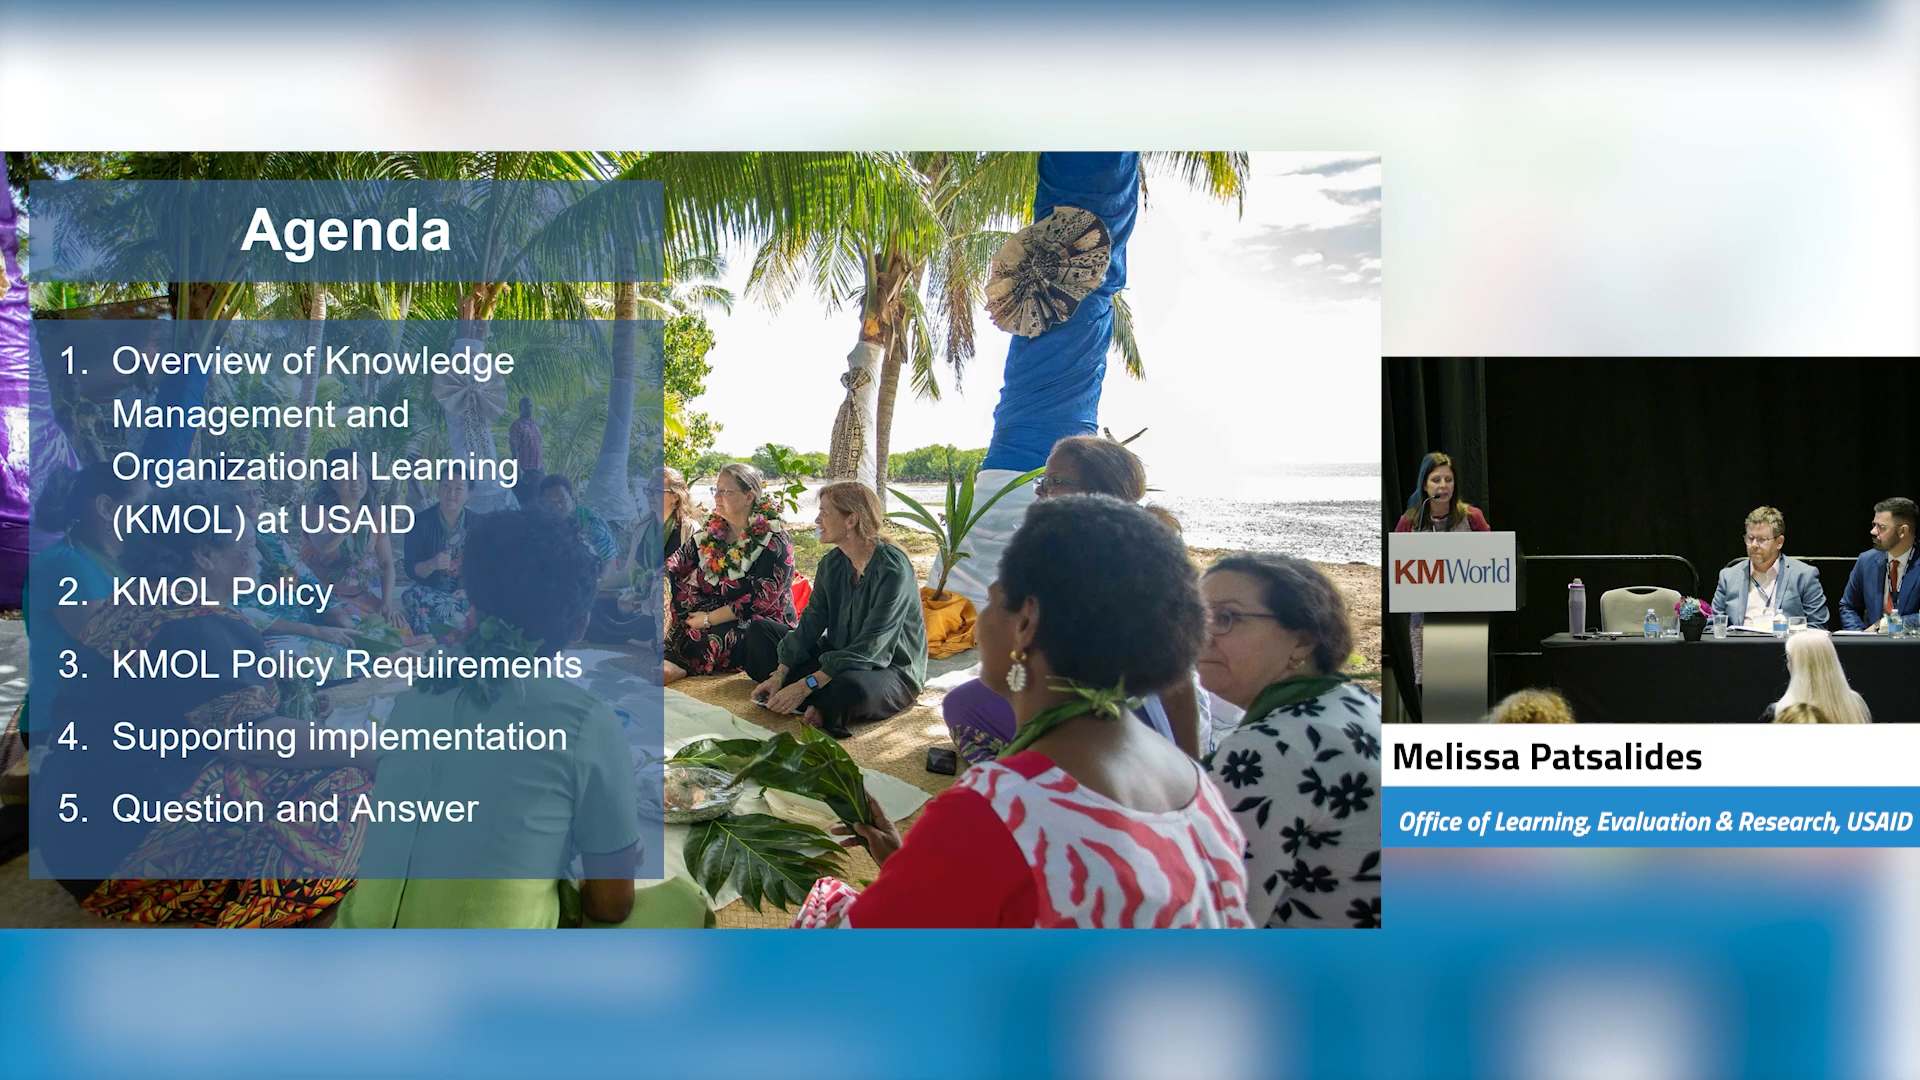 Agenda
1. Overview of Knowledge
Management and
Organizational Learning
(KMOL) at USAID
2. KMOL Policy
3. KMOL Policy Requirements
4. Supporting implementation
5. Question and Answer
KMWorld
Melissa Patsalides
Office of Learning, Evaluation & Research, USAID